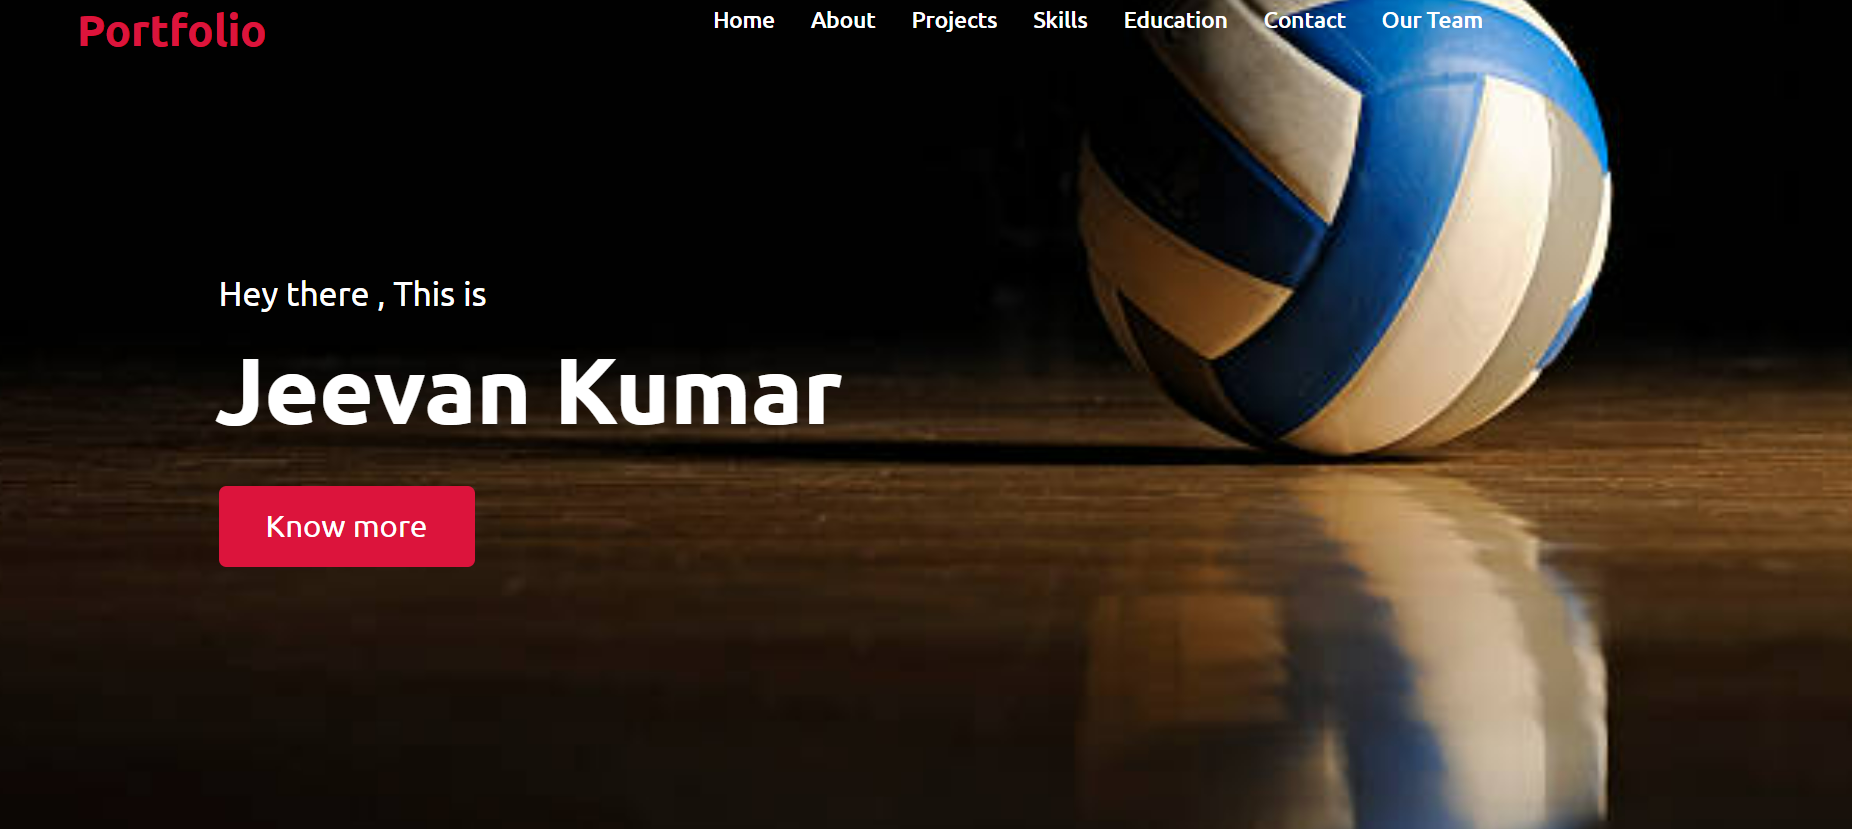 Portfolio
Home About Projects Skills Education Contact Our Team
Hey there , This is
Jeevan Kumar
Know more